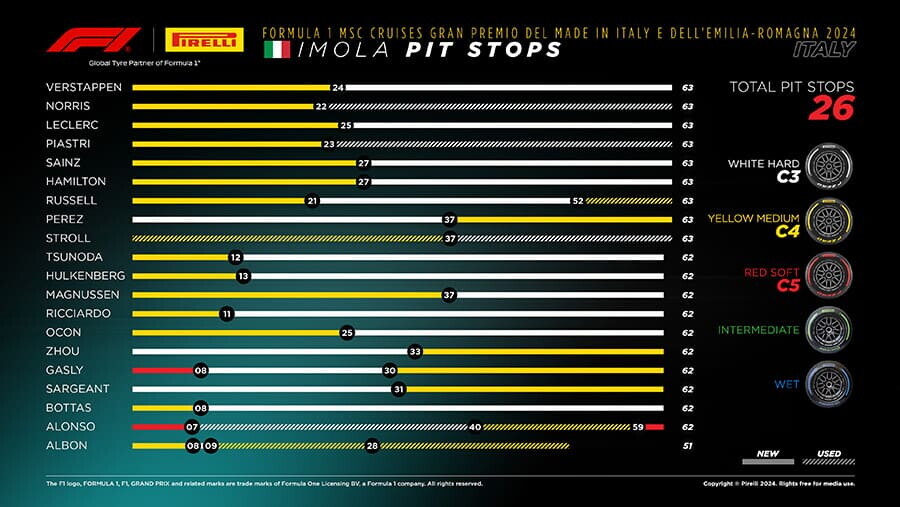 F1
PIRELLI
Global Tyre Partner of Formula 1®
FORMULA 1 MSC CRUISES GRAN PREMIO DEL MADE IN ITALY E DELL'EMILIA-ROMAGNA 2024
IMOLA PIT STOPS
ITALY
VERSTAPPEN 24 63
NORRIS 22 63
LECLERC 25 63
PIASTRI 23 63
SAINZ 27 63
HAMILTON 27 63
RUSSELL 21 52 63
PEREZ 37 63
STROLL 37 63
TSUNODA 12 62
HULKENBERG 13 62
MAGNUSSEN 37 62
RICCIARDO 11 62
OCON 25 62
ZHOU 33 62
GASLY 08 30 62
SARGEANT 31 62
BOTTAS 08 62
ALONSO 07 40 59 62
ALBON 08 09 28 51
TOTAL PIT STOPS
26
WHITE HARD
C3
YELLOW MEDIUM
C4
RED SOFT
C5
INTERMEDIATE
WET
NEW USED
The F1 logo, FORMULA 1, F1, GRAND PRIX and related marks are trade marks of Formula One Licensing BV, a Formula 1 company. All rights reserved.
Copyright © Pirelli 2024. Rights free for media use.